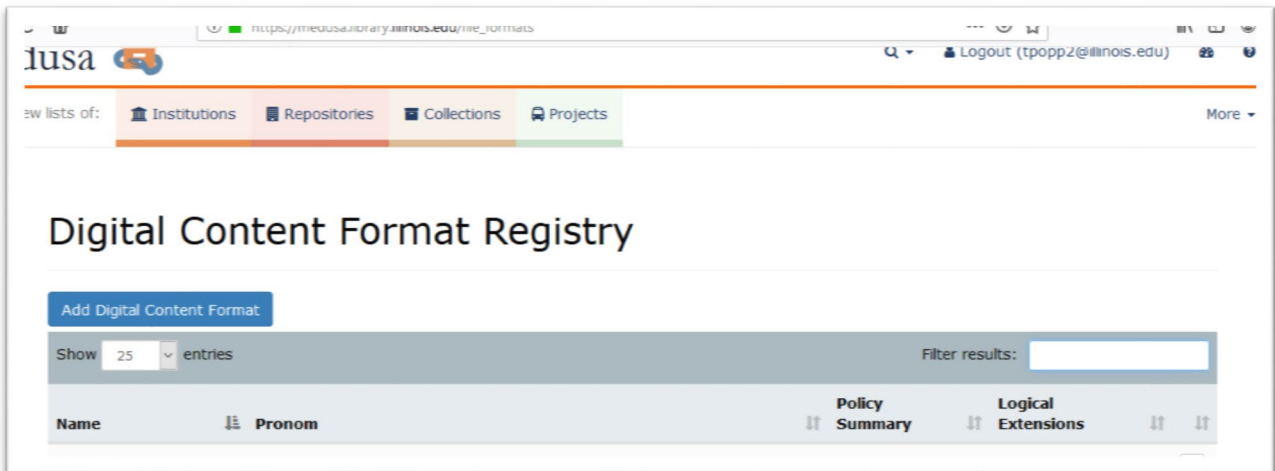 https://medusa.library.illinois.edu/file_formats
dusa
Logout (tpopp2@illinois.edu)
ew lists of: Institutions Repositories Collections Projects More
Digital Content Format Registry
Add Digital Content Format
Show 25 entries Filter results:
Name Pronom Policy Summary Logical Extensions